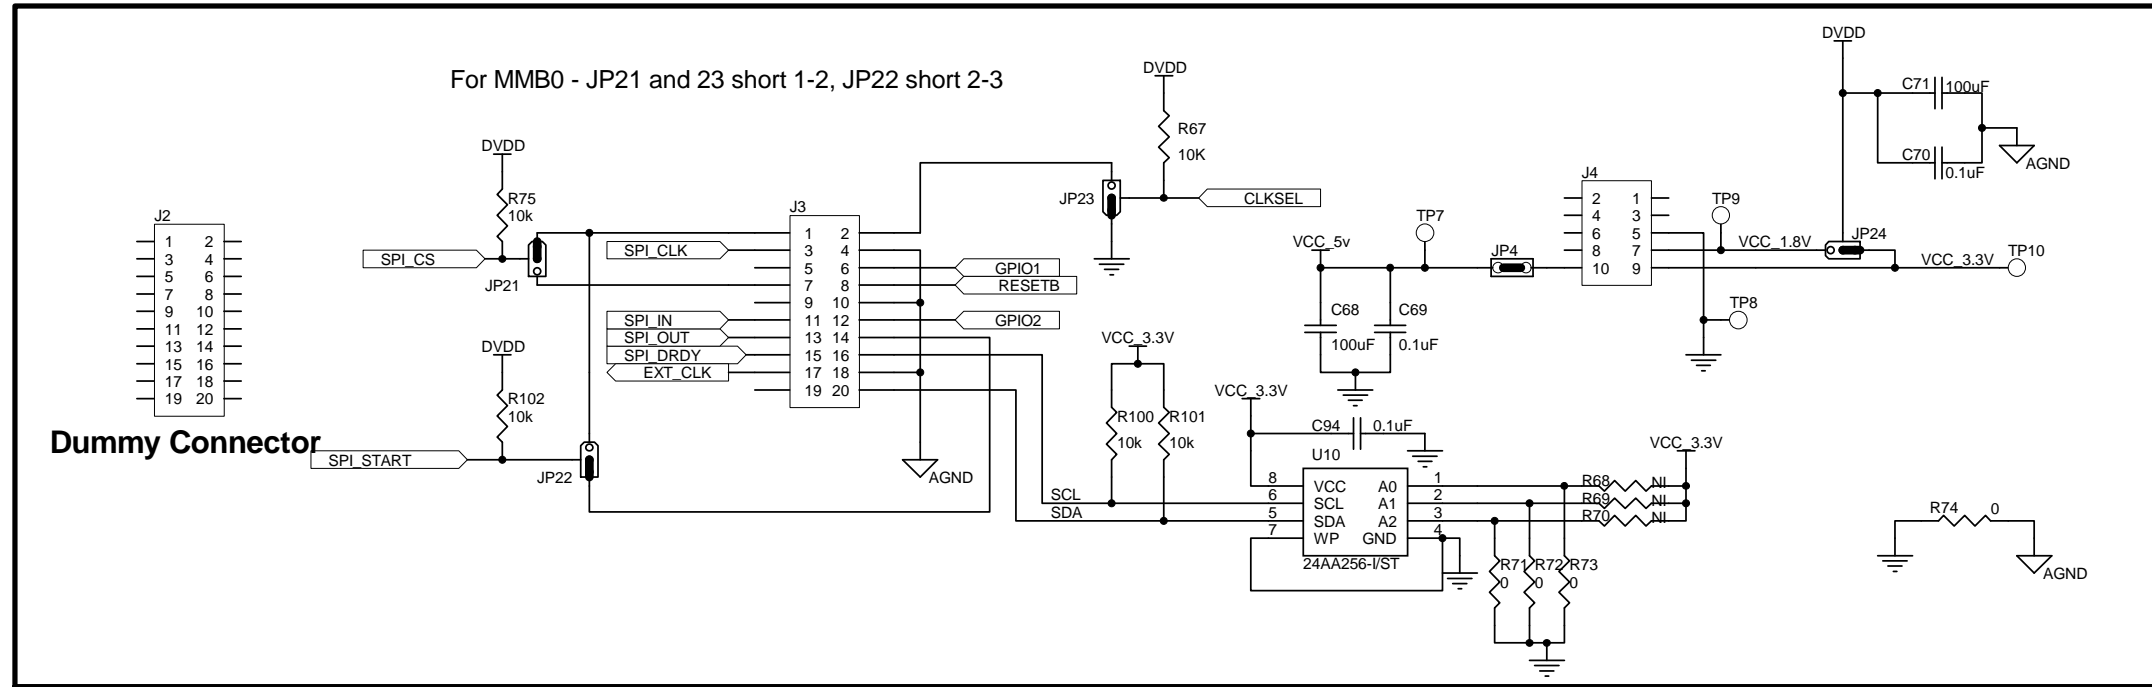 For MMB0 - JP21 and 23 short 1-2, JP22 short 2-3
J2
1 2
3 4
5 6
7 8
9 10
11 12
13 14
15 16
17 18
19 20
Dummy Connector
DVDD
R75
10k
SPI_CS
JP21
DVDD
R102
10k
SPI_START
JP22
J3
1 2
3 4
5 6
7 8
9 10
11 12
13 14
15 16
17 18
19 20
SPI_CLK
SPI_IN
SPI_OUT
SPI_DRDY
EXT_CLK
GPIO1
RESETB
GPIO2
AGND
DVDD
R67
10K
JP23
CLKSEL
VCC_3.3V
R100
10k
R101
10k
SCL
SDA
VCC_5v
TP7
JP4
C68
100uF
C69
0.1uF
J4
2 1
4 3
6 5
8 7
10 9
TP9
VCC_1.8V
JP24
VCC_3.3V
TP10
TP8
DVDD
C71
100uF
C70
0.1uF
AGND
VCC_3.3V
C94
0.1uF
U10
8 VCC A0 1
6 SCL A1 2
5 SDA A2 3
7 WP GND 4
24AA256-I/ST
VCC_3.3V
R68 NI
R69 NI
R70 NI
R71
0
R72
0
R73
0
R74
0
AGND